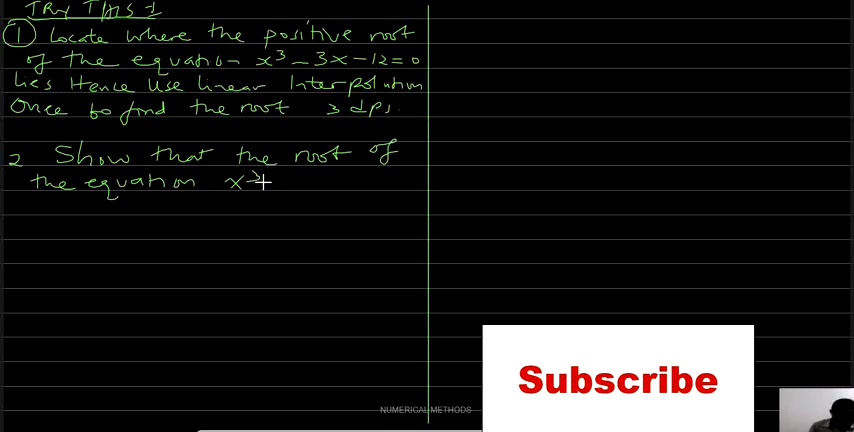 TRY THIS 1
① Locate where the positive root
of the equation x³ - 3x - 12 = 0
lies Hence Use linear Interpolution
Once to find the root 3 dps.
2 Show that the root of
the equation x³
Subscribe
NUMERICAL METHODS